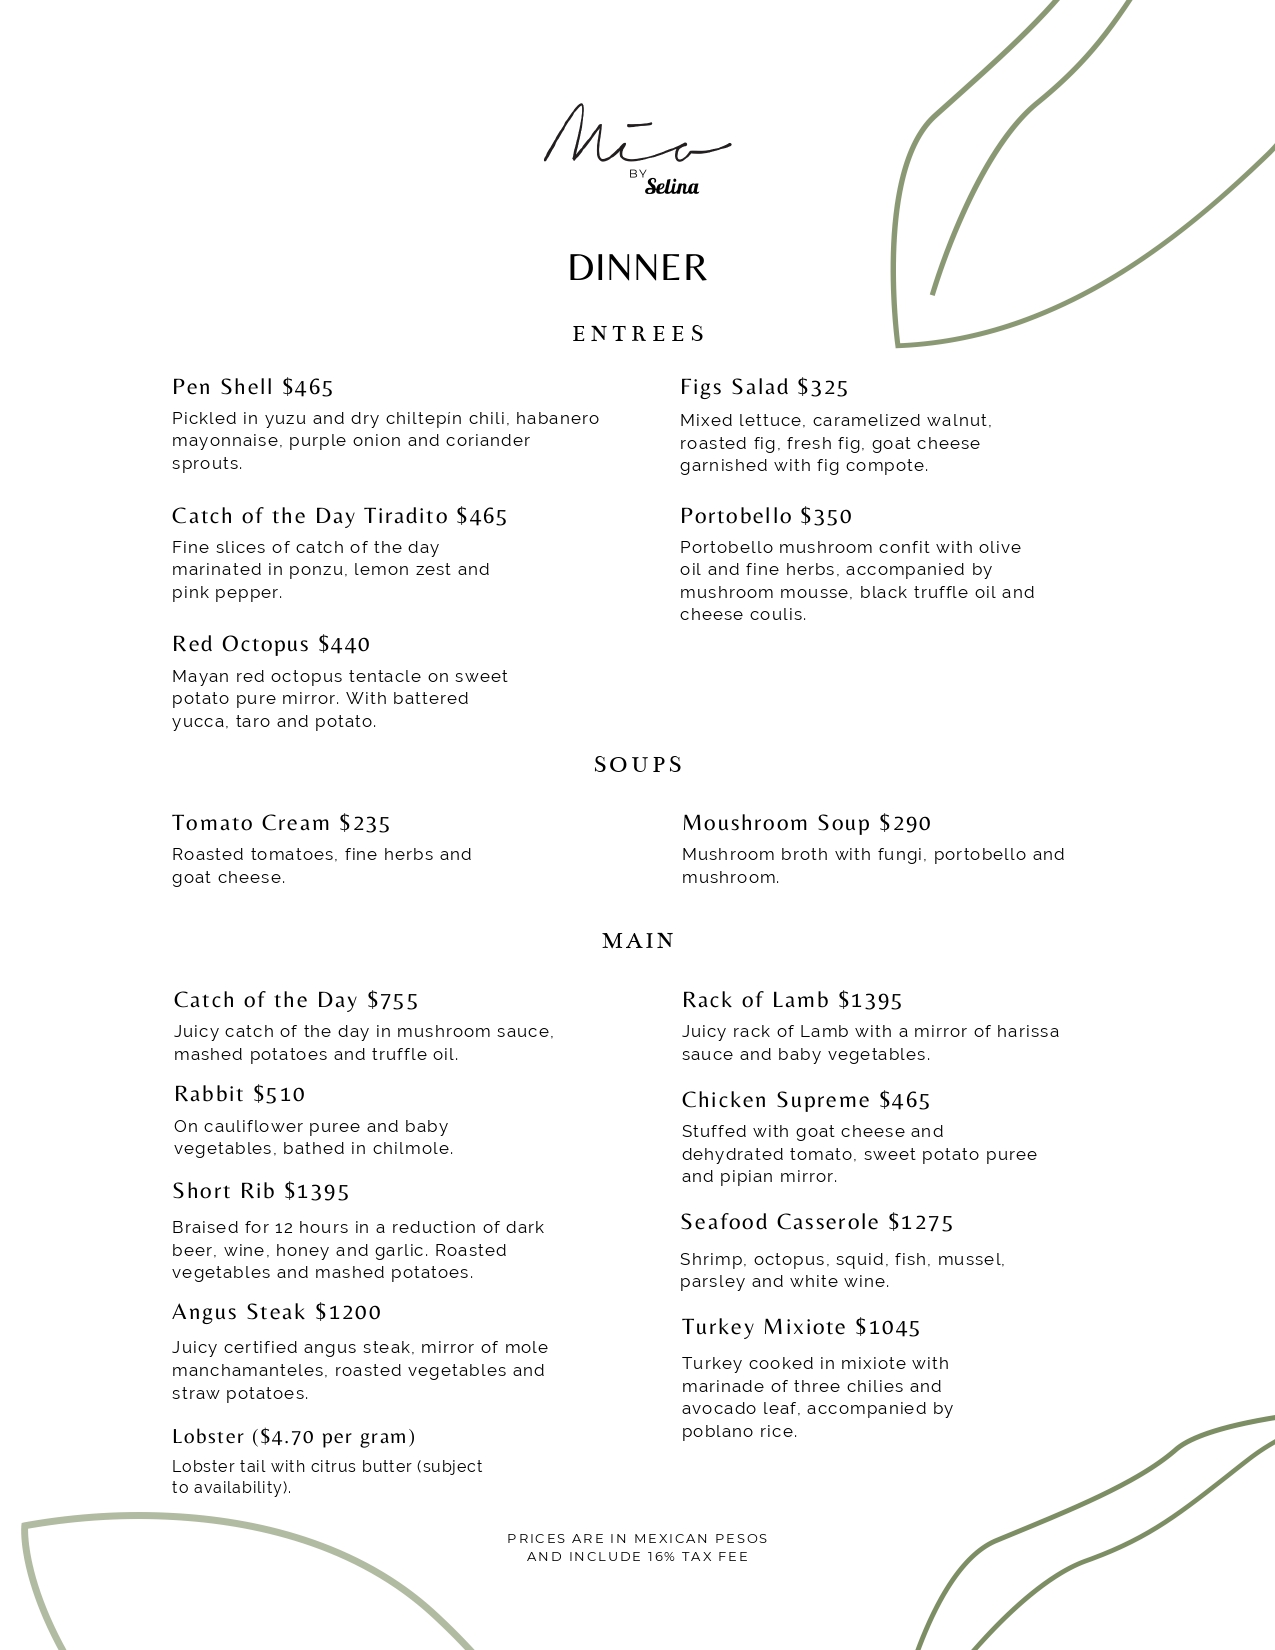 Mio
BY
Selina
DINNER
ENTREES
Pen Shell $465
Pickled in yuzu and dry chiltepín chili, habanero
mayonnaise, purple onion and coriander
sprouts.
Catch of the Day Tiradito $465
Fine slices of catch of the day
marinated in ponzu, lemon zest and
pink pepper.
Red Octopus $440
Mayan red octopus tentacle on sweet
potato pure mirror. With battered
yucca, taro and potato.
Figs Salad $325
Mixed lettuce, caramelized walnut,
roasted fig, fresh fig, goat cheese
garnished with fig compote.
Portobello $350
Portobello mushroom confit with olive
oil and fine herbs, accompanied by
mushroom mousse, black truffle oil and
cheese coulis.
SOUPS
Tomato Cream $235
Roasted tomatoes, fine herbs and
goat cheese.
Moushroom Soup $290
Mushroom broth with fungi, portobello and
mushroom.
MAIN
Catch of the Day $755
Juicy catch of the day in mushroom sauce,
mashed potatoes and truffle oil.
Rabbit $510
On cauliflower puree and baby
vegetables, bathed in chilmole.
Short Rib $1395
Braised for 12 hours in a reduction of dark
beer, wine, honey and garlic. Roasted
vegetables and mashed potatoes.
Angus Steak $1200
Juicy certified angus steak, mirror of mole
manchamanteles, roasted vegetables and
straw potatoes.
Lobster ($4.70 per gram)
Lobster tail with citrus butter (subject
to availability).
Rack of Lamb $1395
Juicy rack of Lamb with a mirror of harissa
sauce and baby vegetables.
Chicken Supreme $465
Stuffed with goat cheese and
dehydrated tomato, sweet potato puree
and pipian mirror.
Seafood Casserole $1275
Shrimp, octopus, squid, fish, mussel,
parsley and white wine.
Turkey Mixiote $1045
Turkey cooked in mixiote with
marinade of three chilies and
avocado leaf, accompanied by
poblano rice.
PRICES ARE IN MEXICAN PESOS
AND INCLUDE 16% TAX FEE